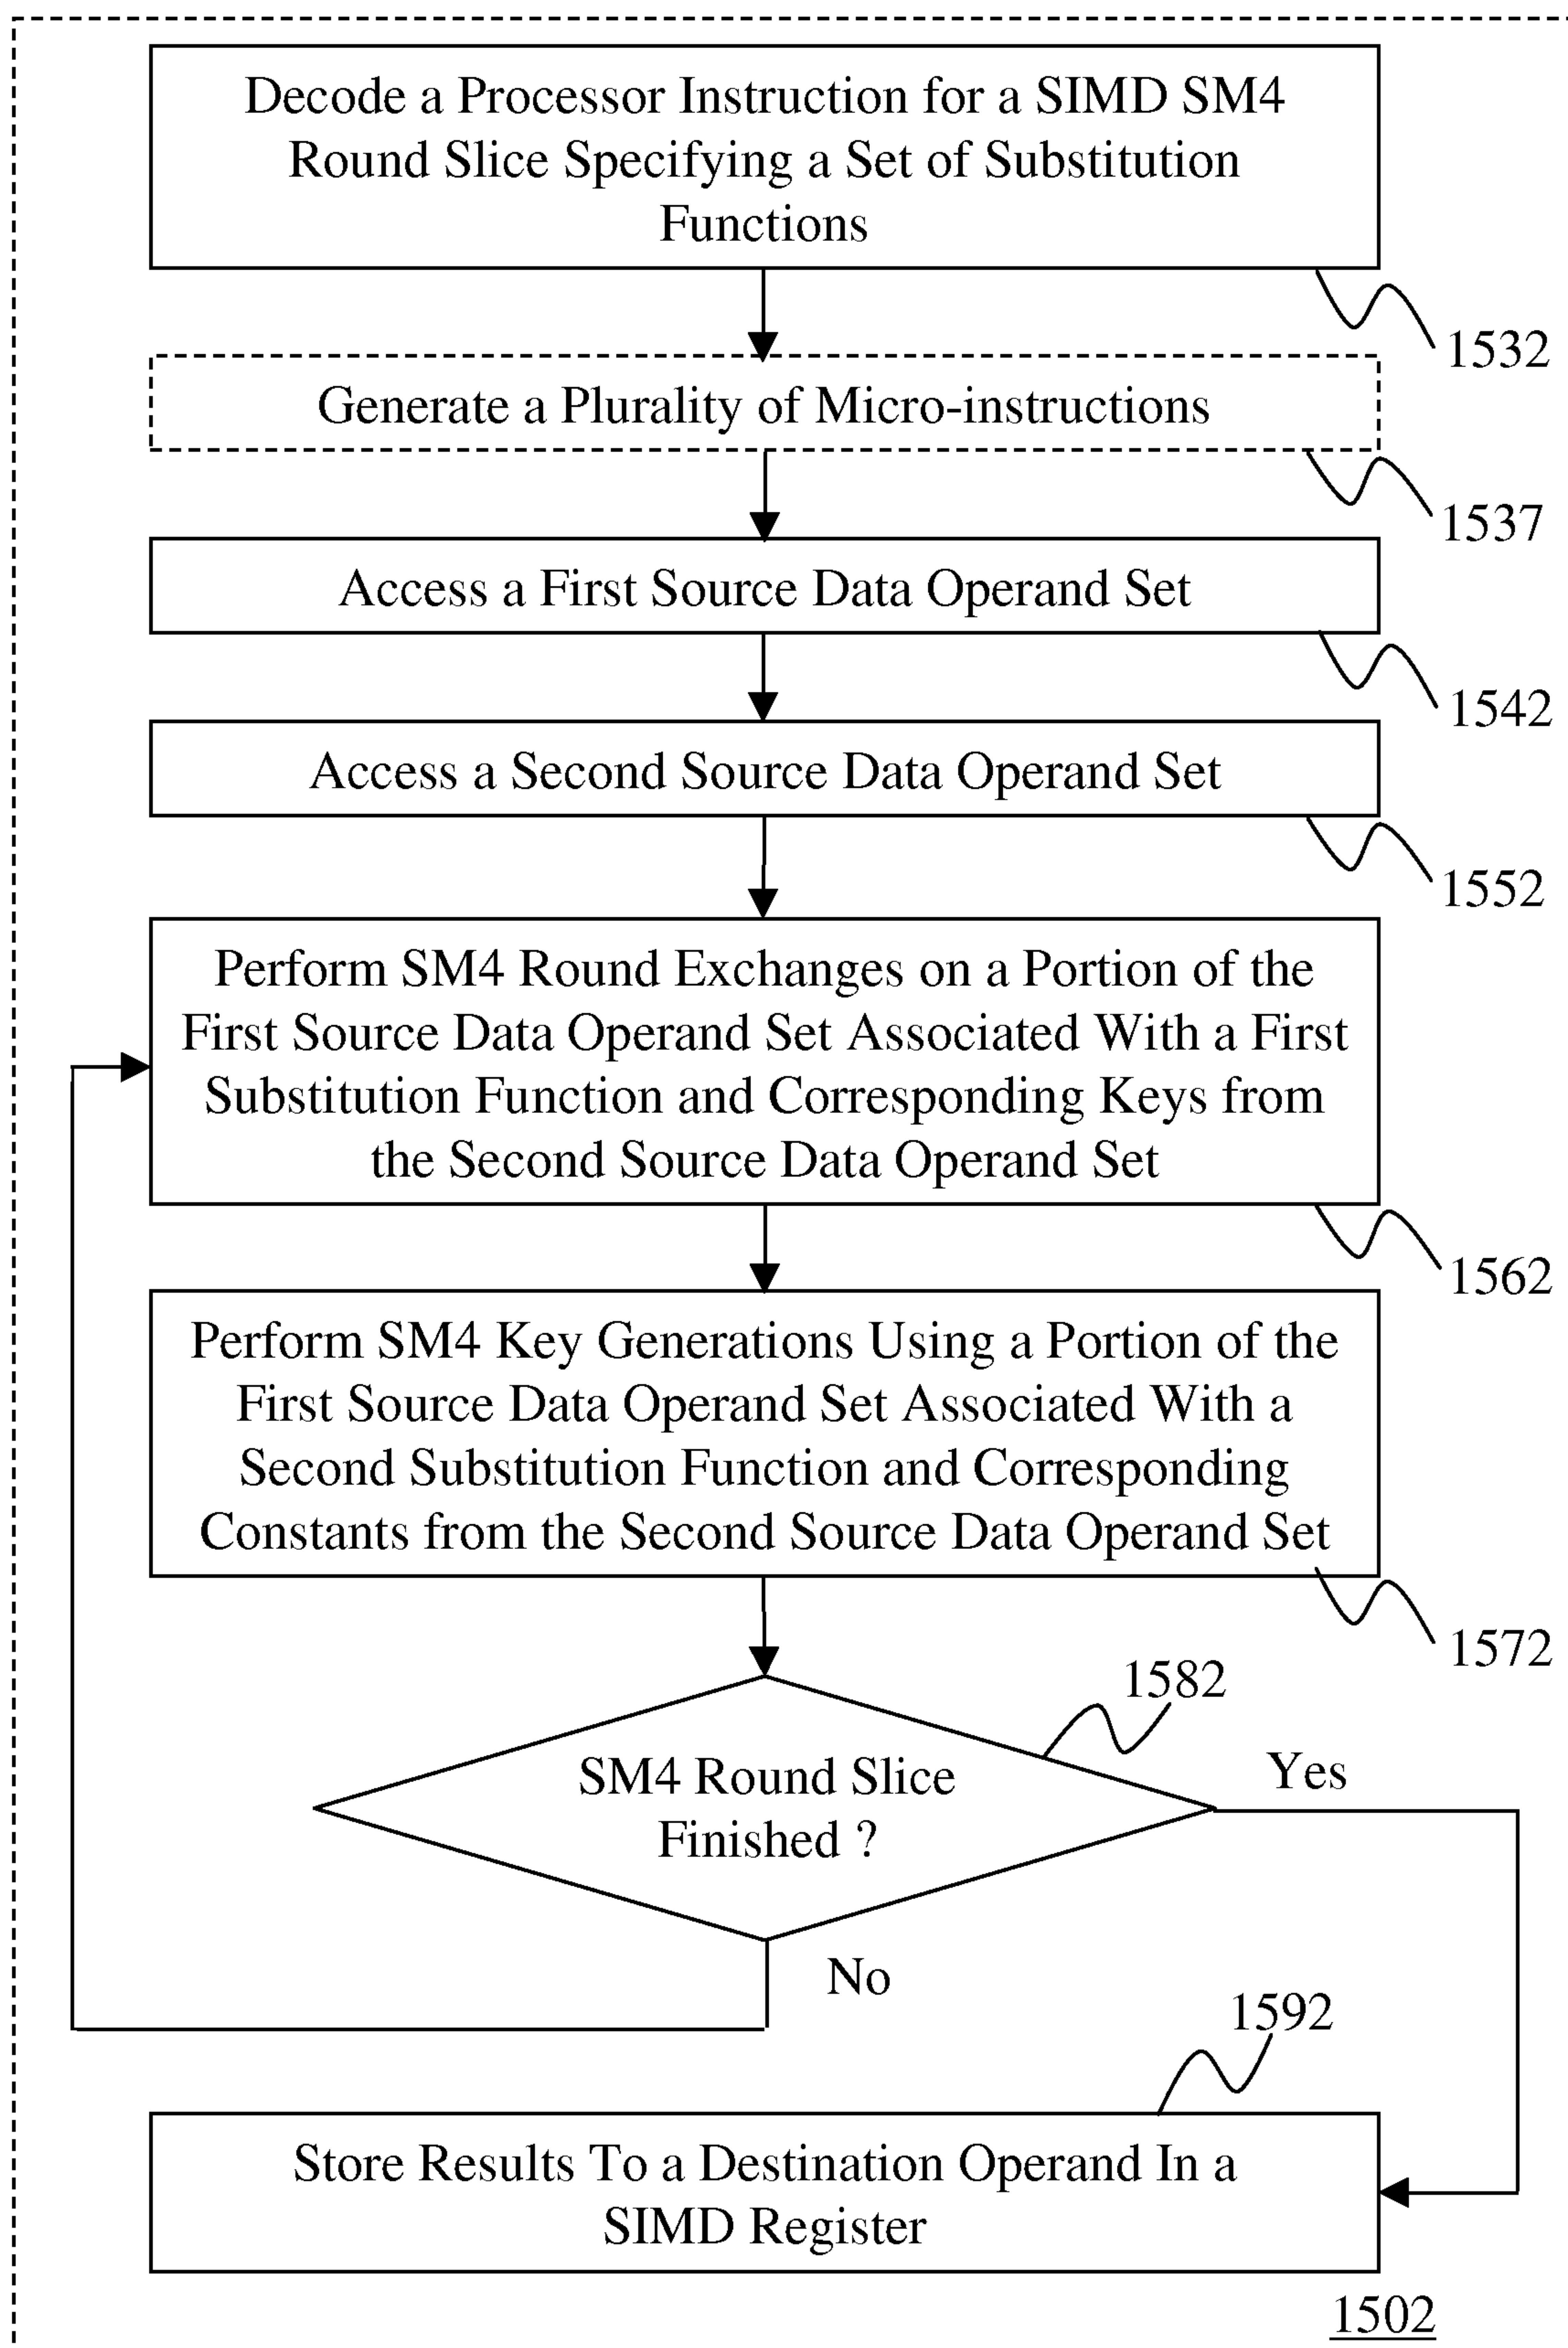 Decode a Processor Instruction for a SIMD SM4
Round Slice Specifying a Set of Substitution
Functions
1532
Generate a Plurality of Micro-instructions
1537
Access a First Source Data Operand Set
1542
Access a Second Source Data Operand Set
1552
Perform SM4 Round Exchanges on a Portion of the
First Source Data Operand Set Associated With a First
Substitution Function and Corresponding Keys from
the Second Source Data Operand Set
1562
Perform SM4 Key Generations Using a Portion of the
First Source Data Operand Set Associated With a
Second Substitution Function and Corresponding
Constants from the Second Source Data Operand Set
1572
1582
SM4 Round Slice
Finished ?
Yes
No
1592
Store Results To a Destination Operand In a
SIMD Register
1502